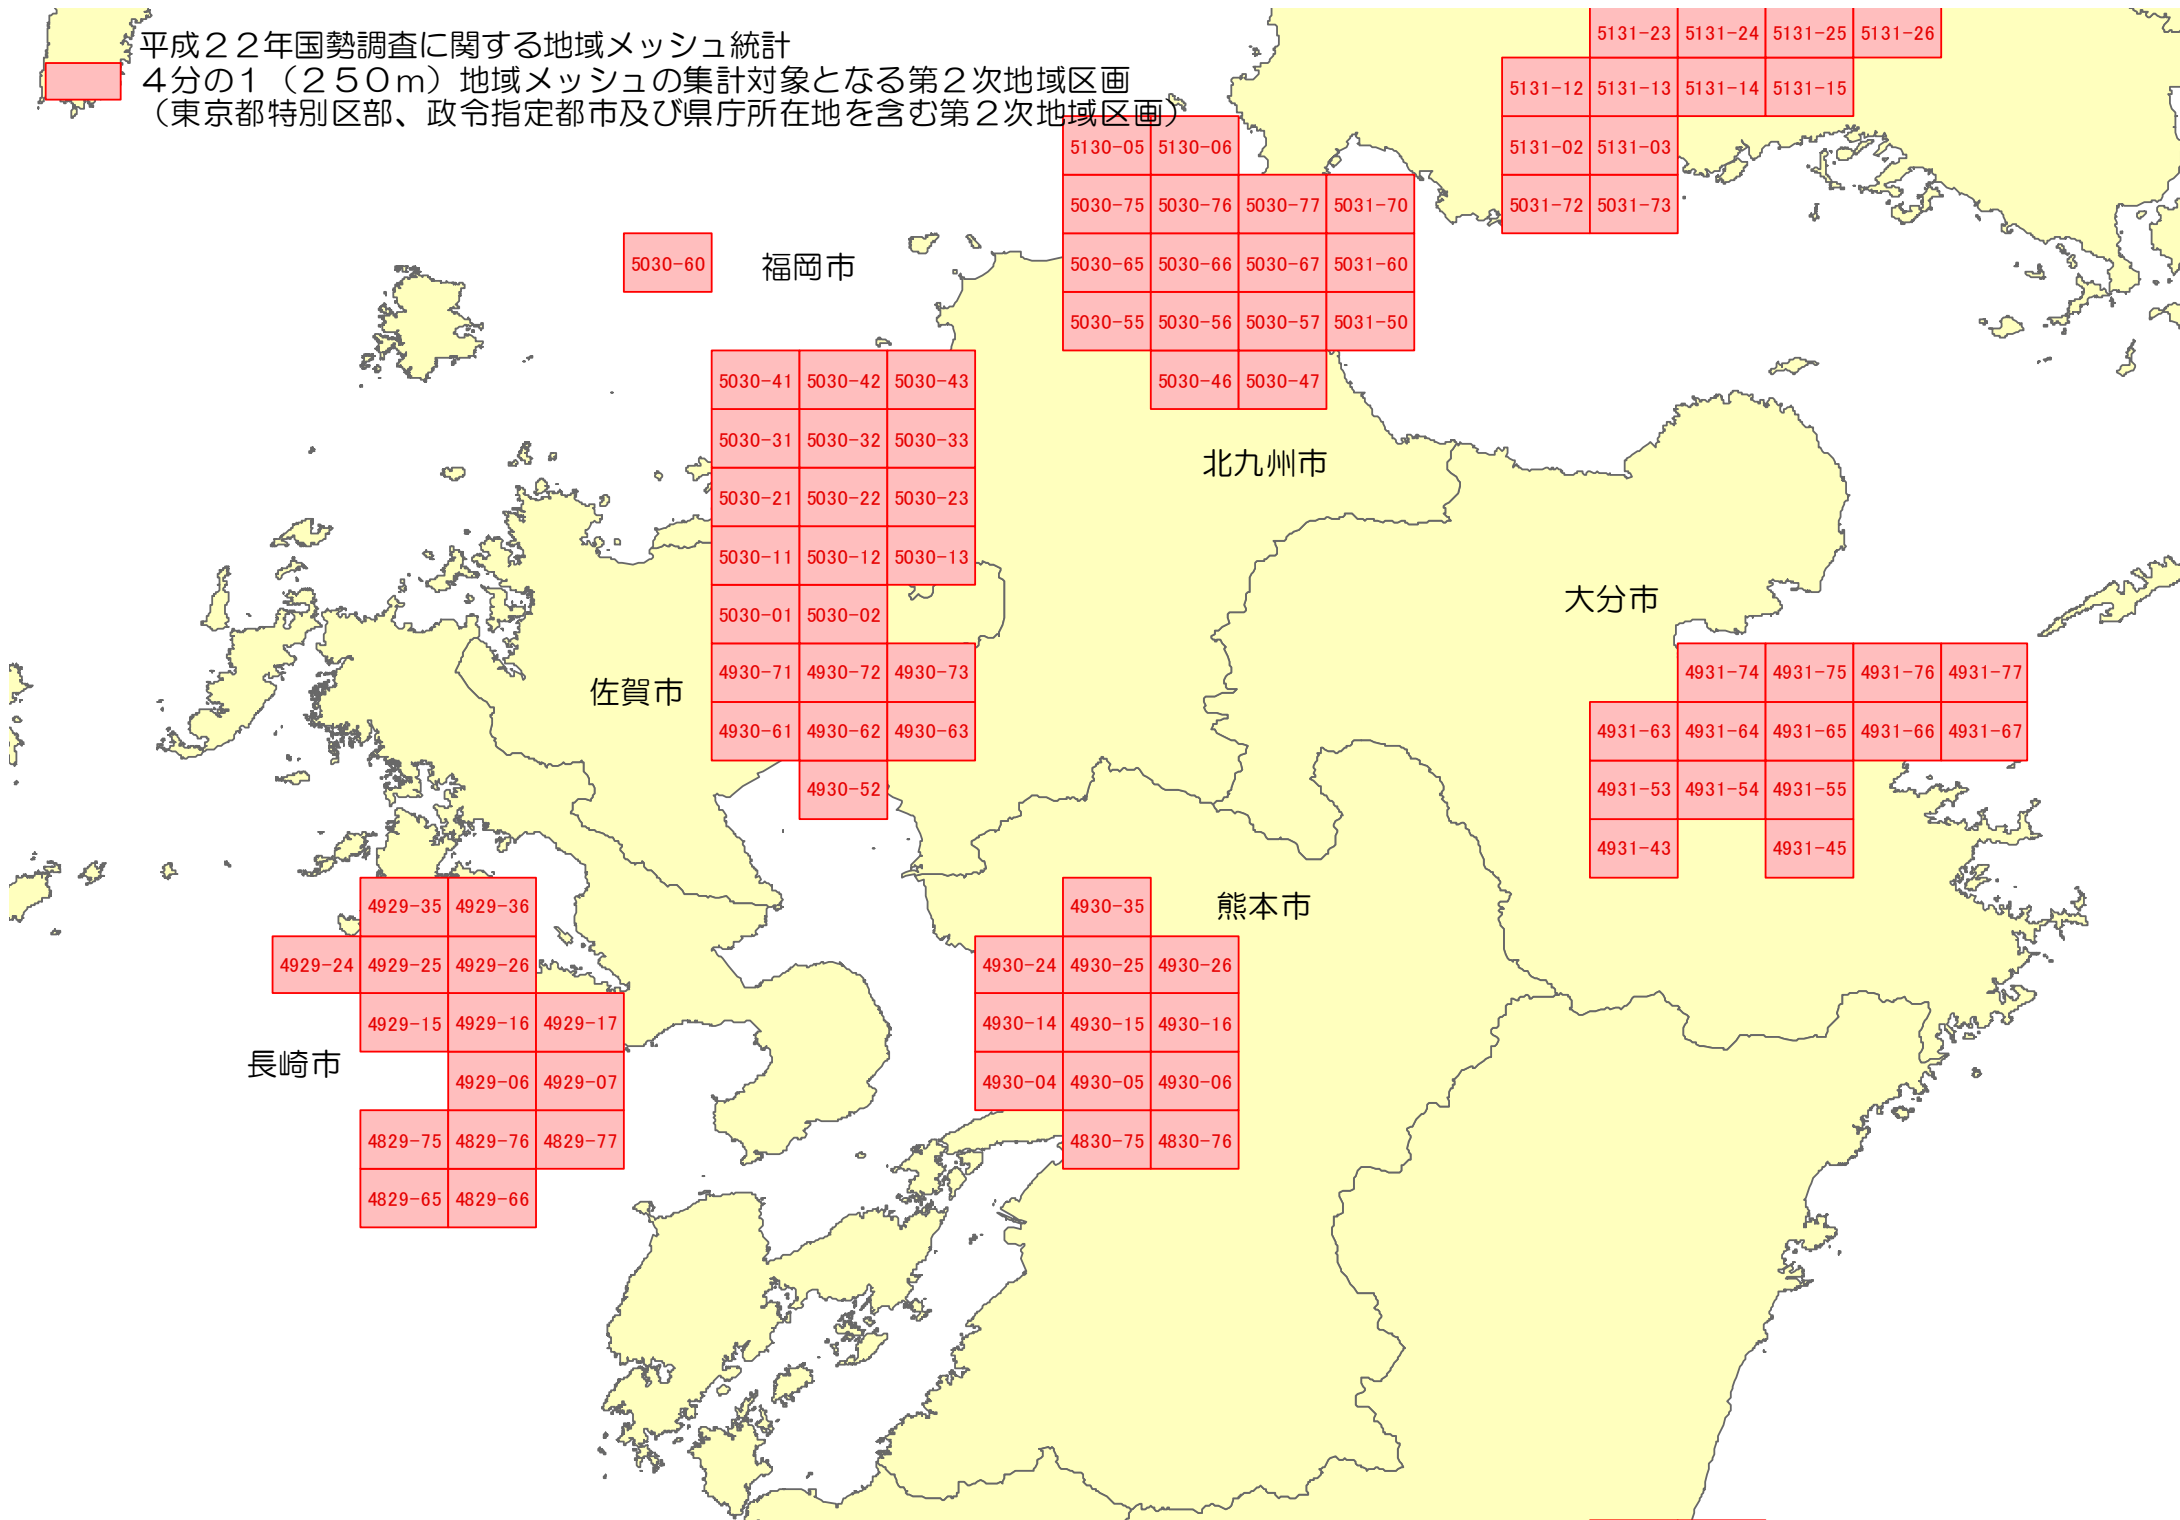 平成２２年国勢調査に関する地域メッシュ統計
４分の１（２５０ｍ）地域メッシュの集計対象となる第２次地域区画
（東京都特別区部、政令指定都市及び県庁所在地を含む第２次地域区画）
5131-23 5131-24 5131-25 5131-26
5131-12 5131-13 5131-14 5131-15
5130-05 5130-06 5131-02 5131-03
5030-75 5030-76 5030-77 5031-70 5031-72 5031-73
5030-60 福岡市 5030-65 5030-66 5030-67 5031-60
5030-55 5030-56 5030-57 5031-50
5030-41 5030-42 5030-43 5030-46 5030-47
5030-31 5030-32 5030-33
北九州市
5030-21 5030-22 5030-23
5030-11 5030-12 5030-13
大分市
5030-01 5030-02
4930-71 4930-72 4930-73 4931-74 4931-75 4931-76 4931-77
佐賀市
4930-61 4930-62 4930-63 4931-63 4931-64 4931-65 4931-66 4931-67
4930-52 4931-53 4931-54 4931-55
4931-43 4931-45
4929-35 4929-36 4930-35 熊本市
4929-24 4929-25 4929-26 4930-24 4930-25 4930-26
4929-15 4929-16 4929-17 4930-14 4930-15 4930-16
長崎市
4929-06 4929-07 4930-04 4930-05 4930-06
4829-75 4829-76 4829-77 4830-75 4830-76
4829-65 4829-66